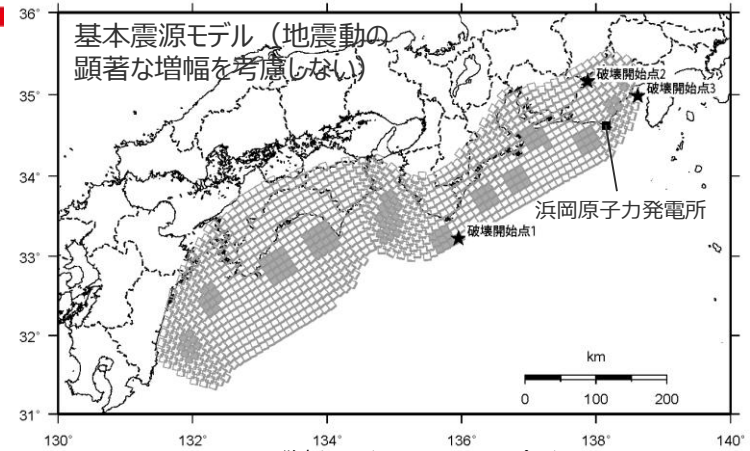 基本震源モデル（地震動の
顕著な増幅を考慮しない）
36°
35°
34°
33°
32°
31°
破壊開始点2
破壊開始点3
浜岡原子力発電所
破壊開始点1
km
0 100 200
130° 132° 134° 136° 138° 140°